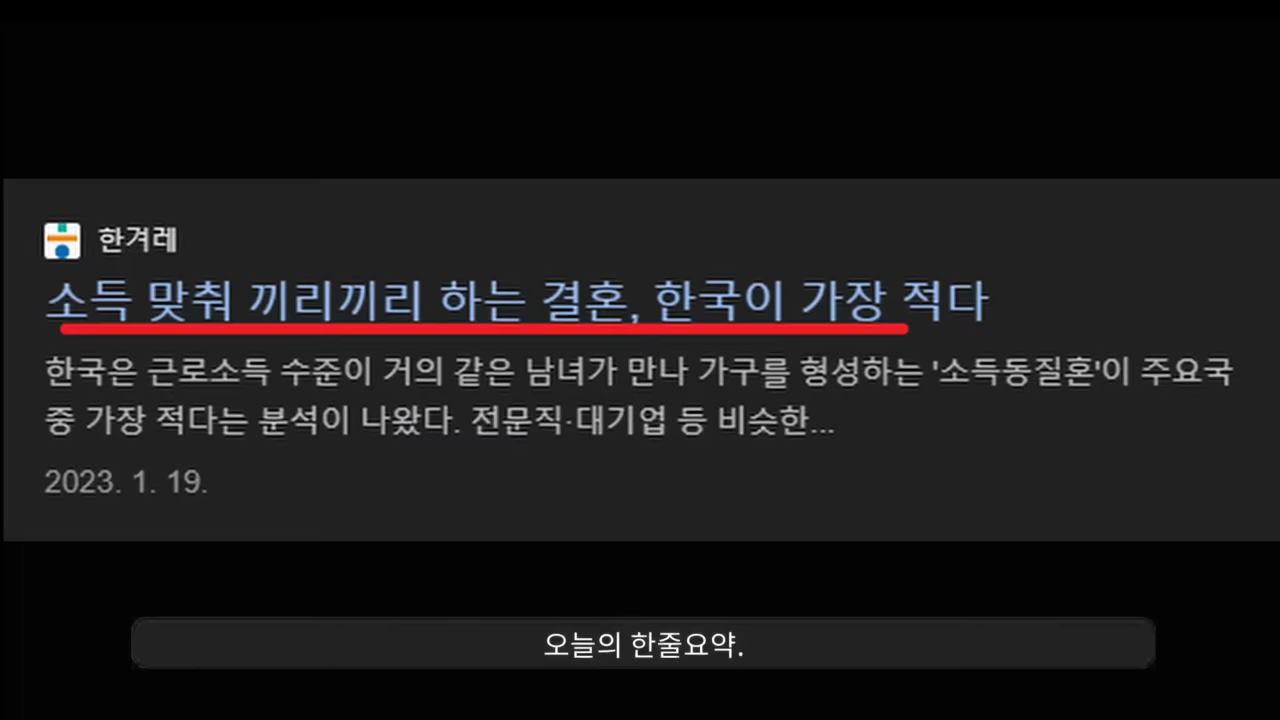 한겨레
소득 맞춰 끼리끼리 하는 결혼, 한국이 가장 적다
한국은 근로소득 수준이 거의 같은 남녀가 만나 가구를 형성하는 '소득동질혼'이 주요국
중 가장 적다는 분석이 나왔다. 전문직·대기업 등 비슷한...
2023. 1. 19.
오늘의 한줄요약.